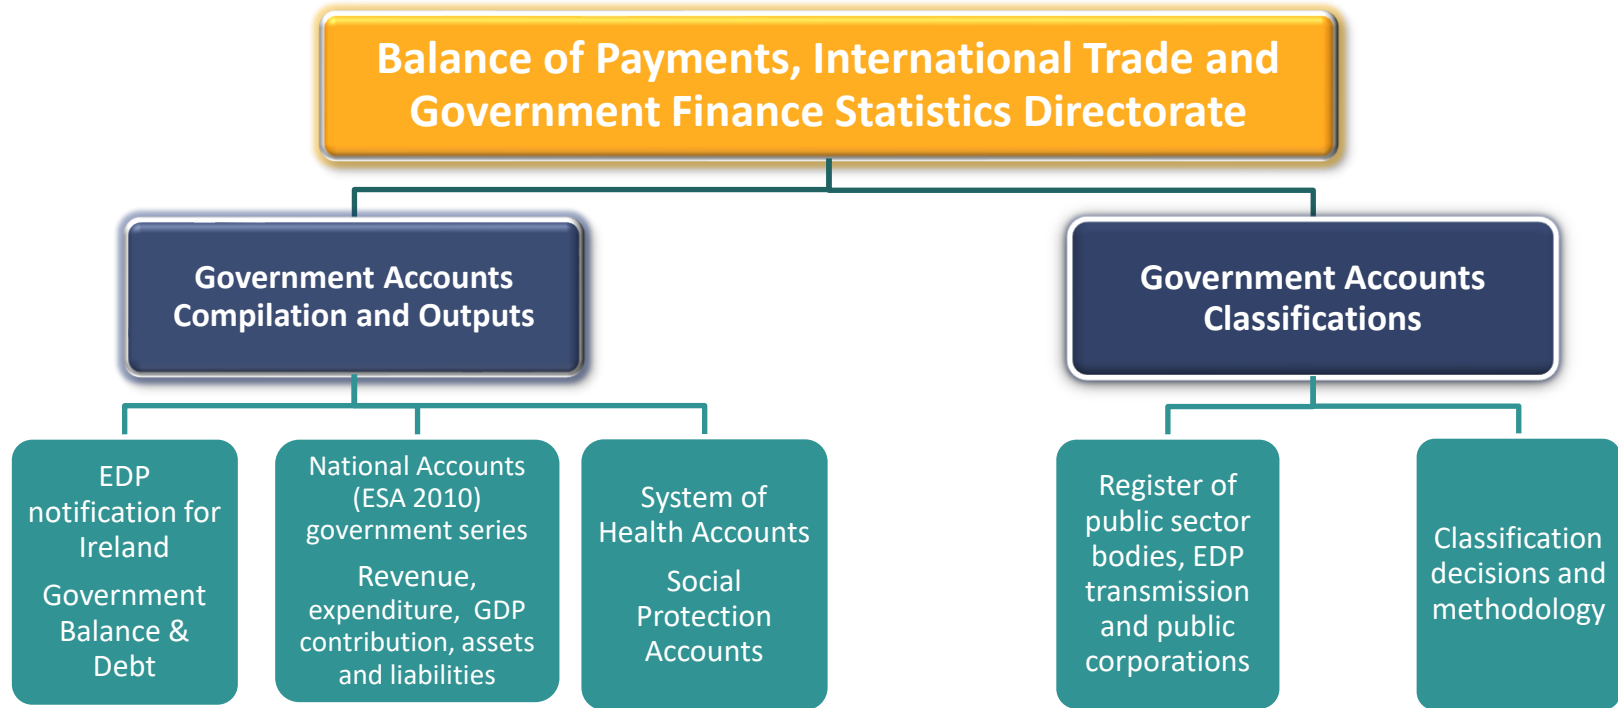 Balance of Payments, International Trade and
Government Finance Statistics Directorate
Government Accounts
Compilation and Outputs
Government Accounts
Classifications
EDP
notification for
Ireland
Government
Balance &
Debt
National Accounts
(ESA 2010)
government series
Revenue,
expenditure, GDP
contribution, assets
and liabilities
System of
Health Accounts
Social
Protection
Accounts
Register of
public sector
bodies, EDP
transmission
and public
corporations
Classification
decisions and
methodology